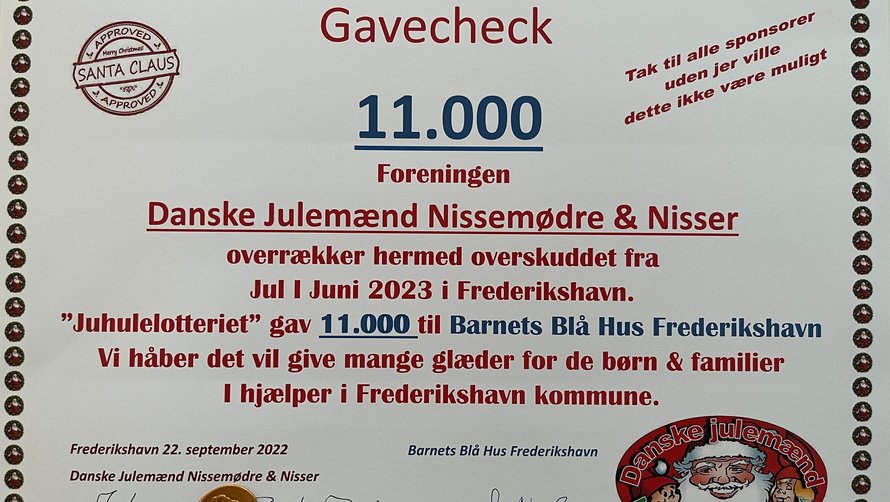 Gavecheck
APPROVED
Merry Christmas!
SANTA CLAUS
APPROVED
Tak til alle sponsorer
uden jer ville
dette ikke være muligt
11.000
Foreningen
Danske Julemænd Nissemødre & Nisser
overrækker hermed overskuddet fra
Jul I Juni 2023 i Frederikshavn.
”Juhulelotteriet” gav 11.000 til Barnets Blå Hus Frederikshavn
Vi håber det vil give mange glæder for de børn & familier
I hjælper i Frederikshavn kommune.
Frederikshavn 22. september 2022
Barnets Blå Hus Frederikshavn
Danske Julemænd Nissemødre & Nisser
Danske julemænd